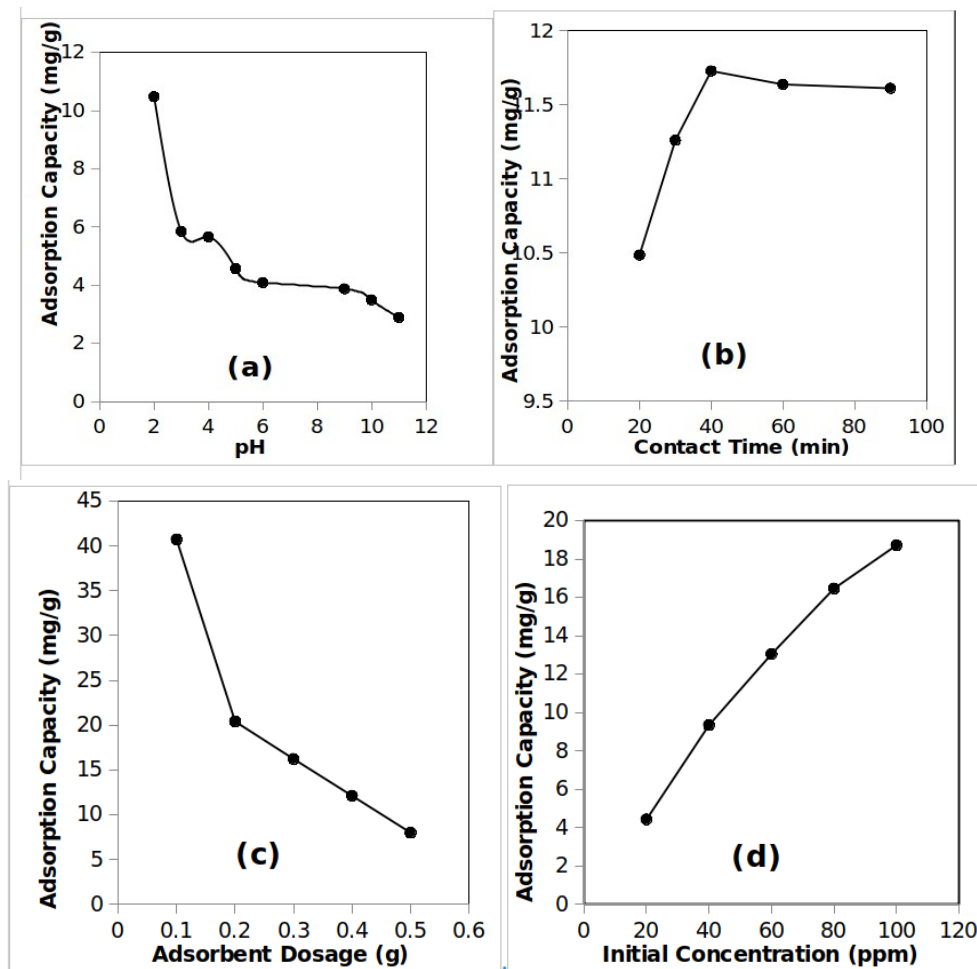 Adsorption Capacity (mg/g)
12
10
8
6
4
2
0
(a)
0 2 4 6 8 10 12
pH
Adsorption Capacity (mg/g)
12
11.5
11
10.5
10
9.5
(b)
0 20 40 60 80 100
Contact Time (min)
Adsorption Capacity (mg/g)
45
40
35
30
25
20
15
10
5
0
(c)
0 0.1 0.2 0.3 0.4 0.5 0.6
Adsorbent Dosage (g)
Adsorption Capacity (mg/g)
20
18
16
14
12
10
8
6
4
2
0
(d)
0 20 40 60 80 100 120
Initial Concentration (ppm)